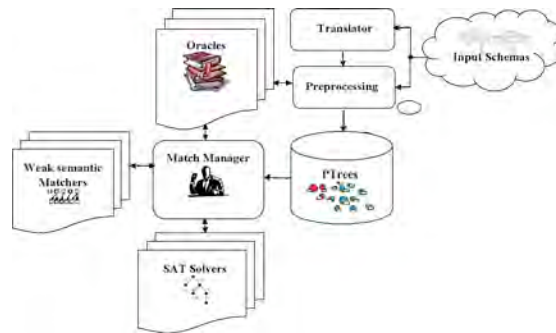 Translator
Oracles
Input Schemas
Preprocessing
Match Manager
Weak semantic
Matchers
PTrees
SAT Solvers